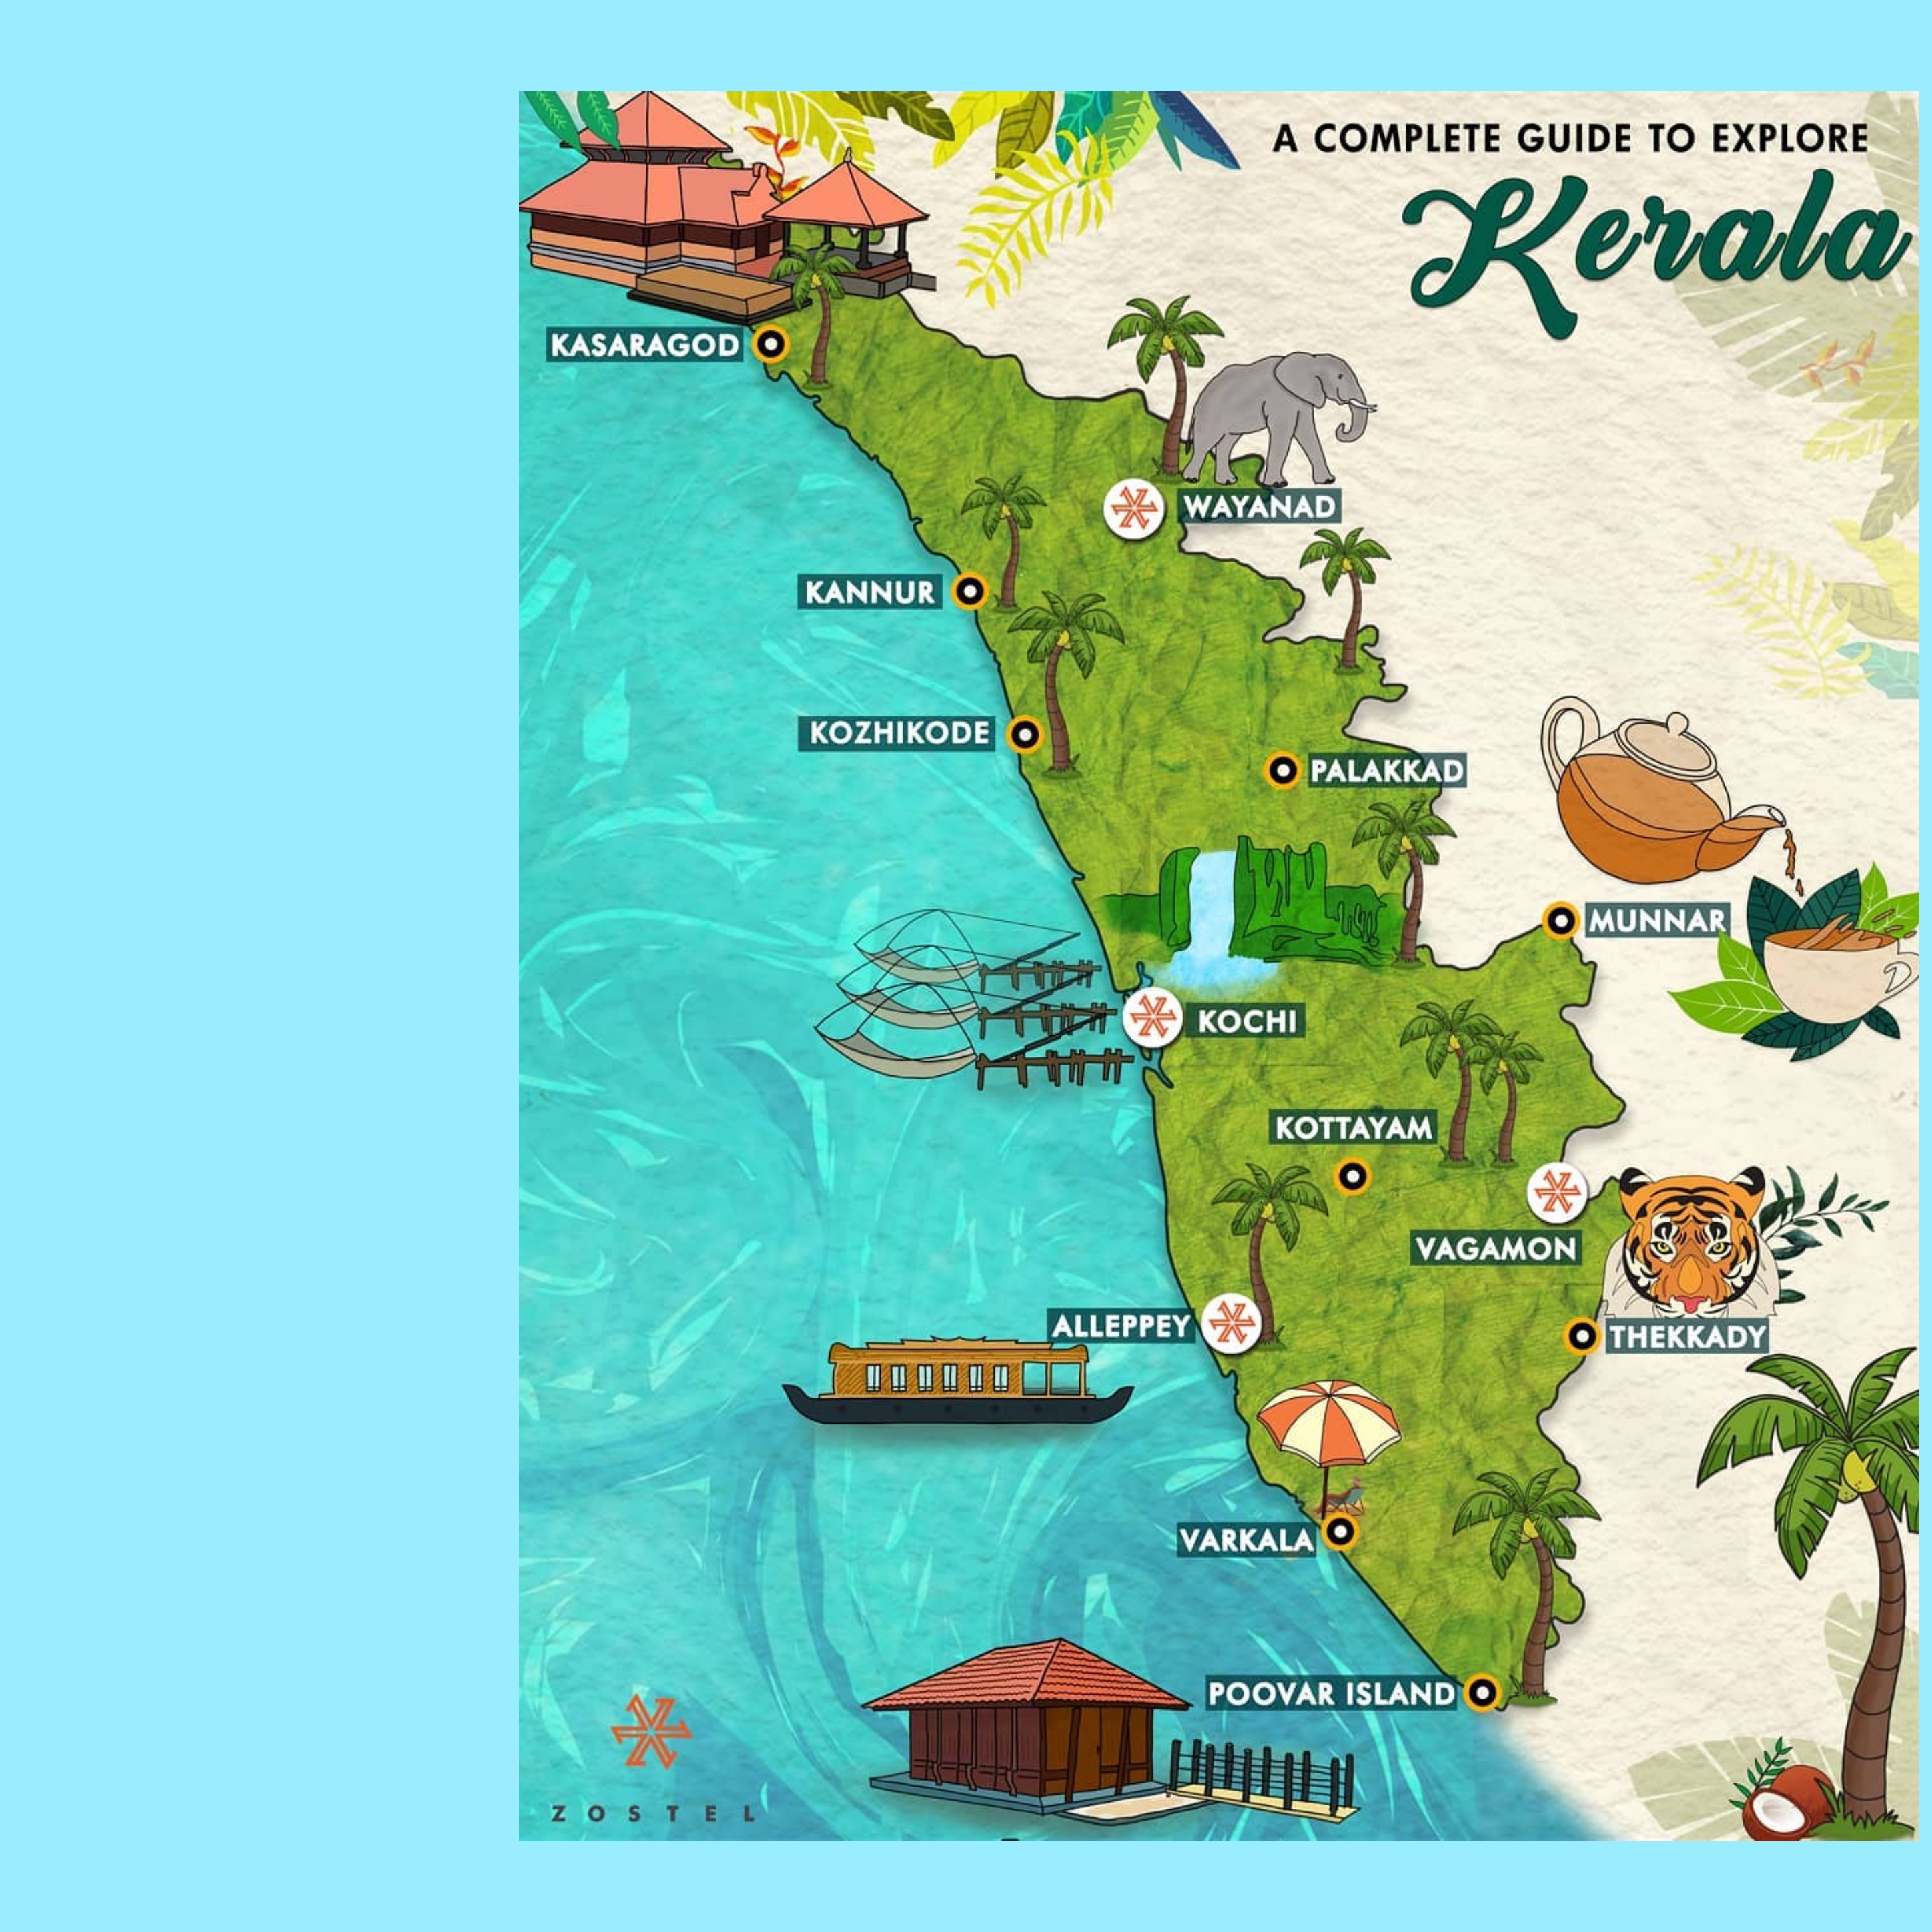 A COMPLETE GUIDE TO EXPLORE
Kerala
KASARAGOD
WAYANAD
KANNUR
KOZHIKODE
PALAKKAD
MUNNAR
KOCHI
KOTTAYAM
VAGAMON
ALLEPPEY
THEKKADY
VARKALA
POOVAR ISLAND
ZOSTEL